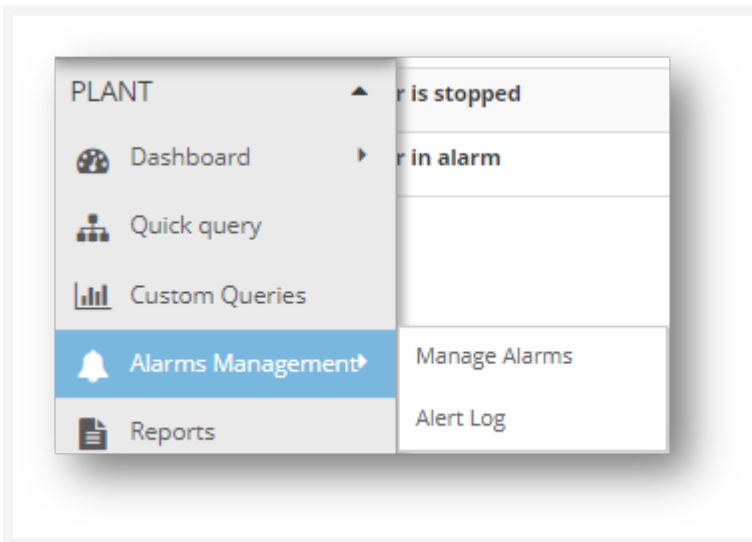 PLANT
r is stopped
Dashboard
r in alarm
Quick query
Custom Queries
Alarms Management
Manage Alarms
Alert Log
Reports